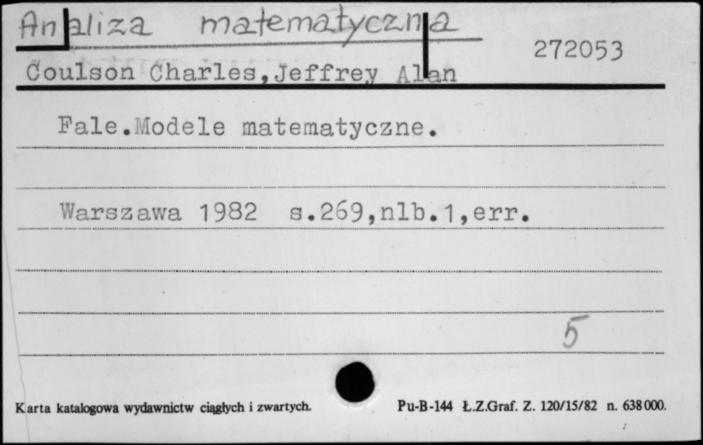 Analiza matematyczna
272053
Coulson Charles,Jeffrey Alan
Fale.Modele matematyczne.
Warszawa 1982 s.269,nlb.1,err.
5
Karta katalogowa wydawnictw ciągłych i zwartych. Pu-B-144 Ł.Z.Graf. Z. 120/15/82 n. 638000.